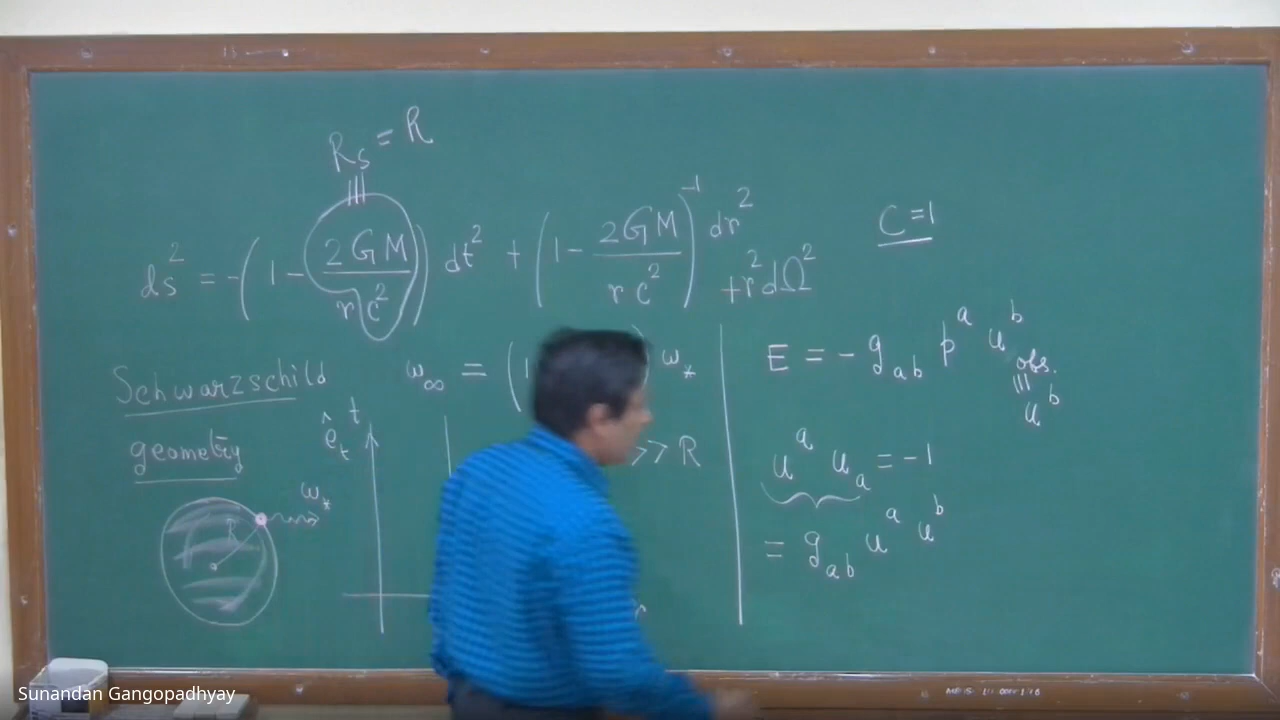 R_s = R
ds² = -(1 - 2GM/rc²) dt² + (1 - 2GM/rc²)⁻¹ dr² + r²dΩ²
C = 1
Schwarzschild
geometry
ω_∞ = (1 ) ω_*
>> R
ê_t
t
ω_*
R
r
E = - g_ab p^a u^b obs.
≡
u^b
u^a u_a = -1
= g_ab u^a u^b
Sunandan Gangopadhyay